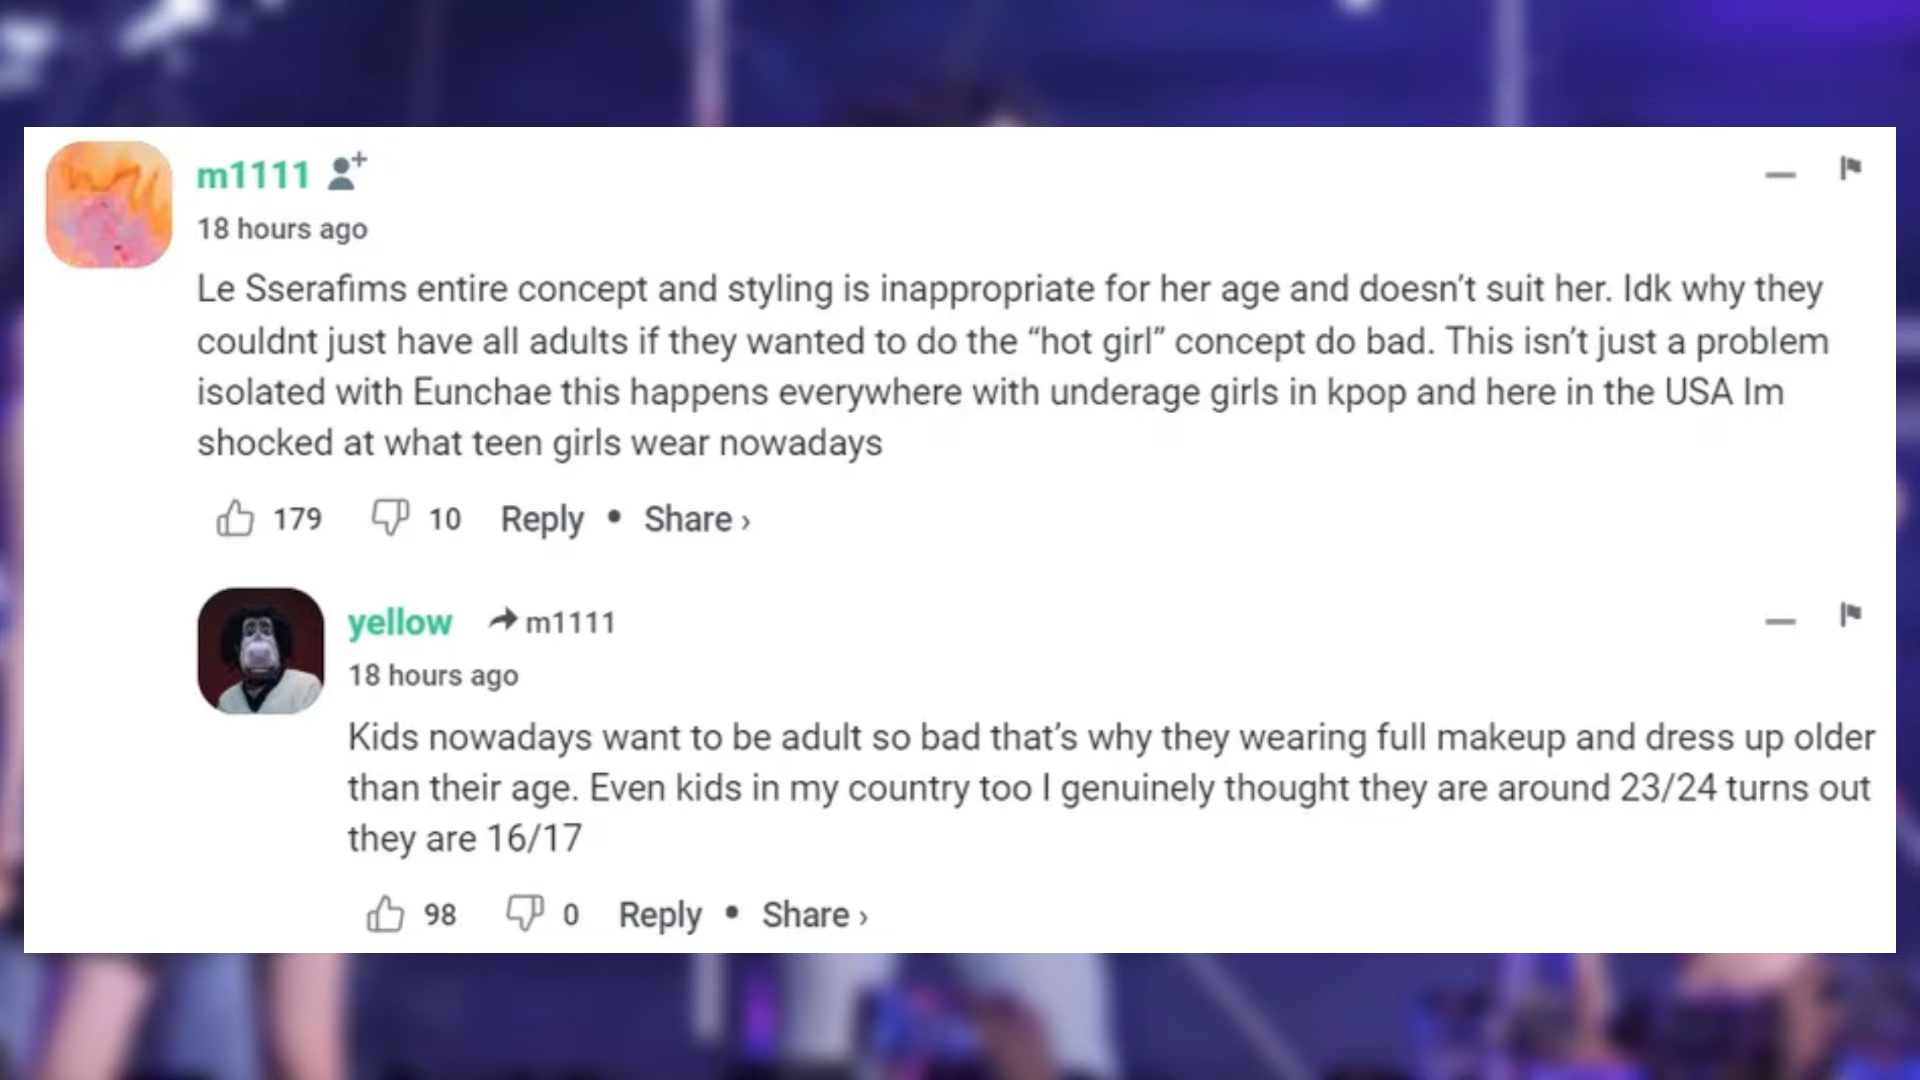 m1111
18 hours ago
Le Sserafims entire concept and styling is inappropriate for her age and doesn’t suit her. Idk why they
couldnt just have all adults if they wanted to do the “hot girl” concept do bad. This isn’t just a problem
isolated with Eunchae this happens everywhere with underage girls in kpop and here in the USA Im
shocked at what teen girls wear nowadays
179 10 Reply • Share ›
yellow m1111
18 hours ago
Kids nowadays want to be adult so bad that’s why they wearing full makeup and dress up older
than their age. Even kids in my country too I genuinely thought they are around 23/24 turns out
they are 16/17
98 0 Reply • Share ›